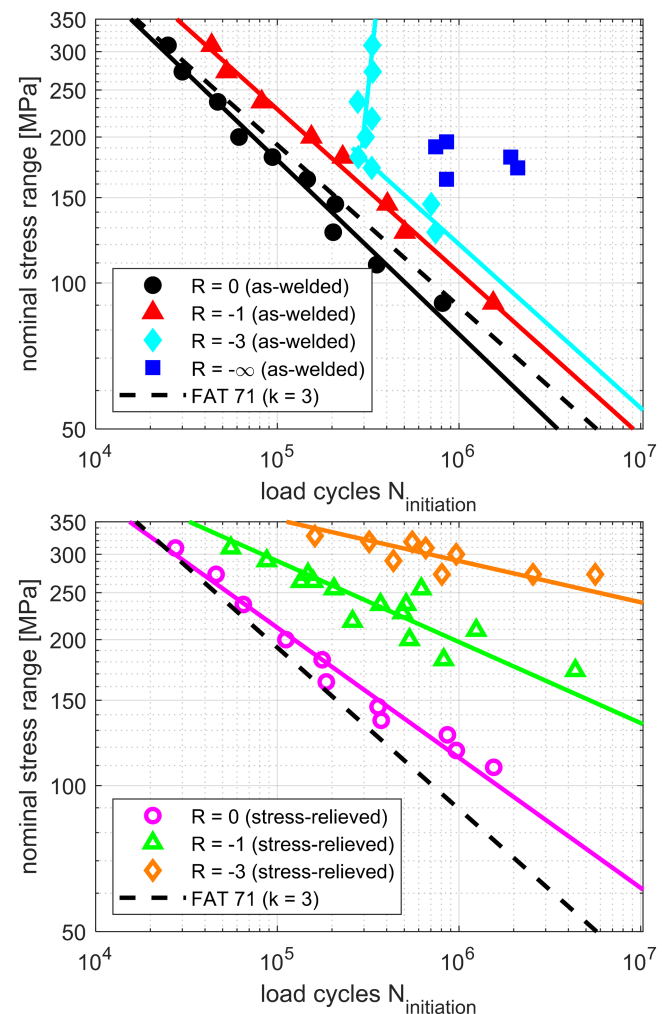 350
300
250
200
150
100
50
nominal stress range [MPa]
R = 0 (as-welded)
R = -1 (as-welded)
R = -3 (as-welded)
R = -∞ (as-welded)
FAT 71 (k = 3)
10^4 10^5 10^6 10^7
load cycles N_initiation
350
300
250
200
150
100
50
nominal stress range [MPa]
R = 0 (stress-relieved)
R = -1 (stress-relieved)
R = -3 (stress-relieved)
FAT 71 (k = 3)
10^4 10^5 10^6 10^7
load cycles N_initiation